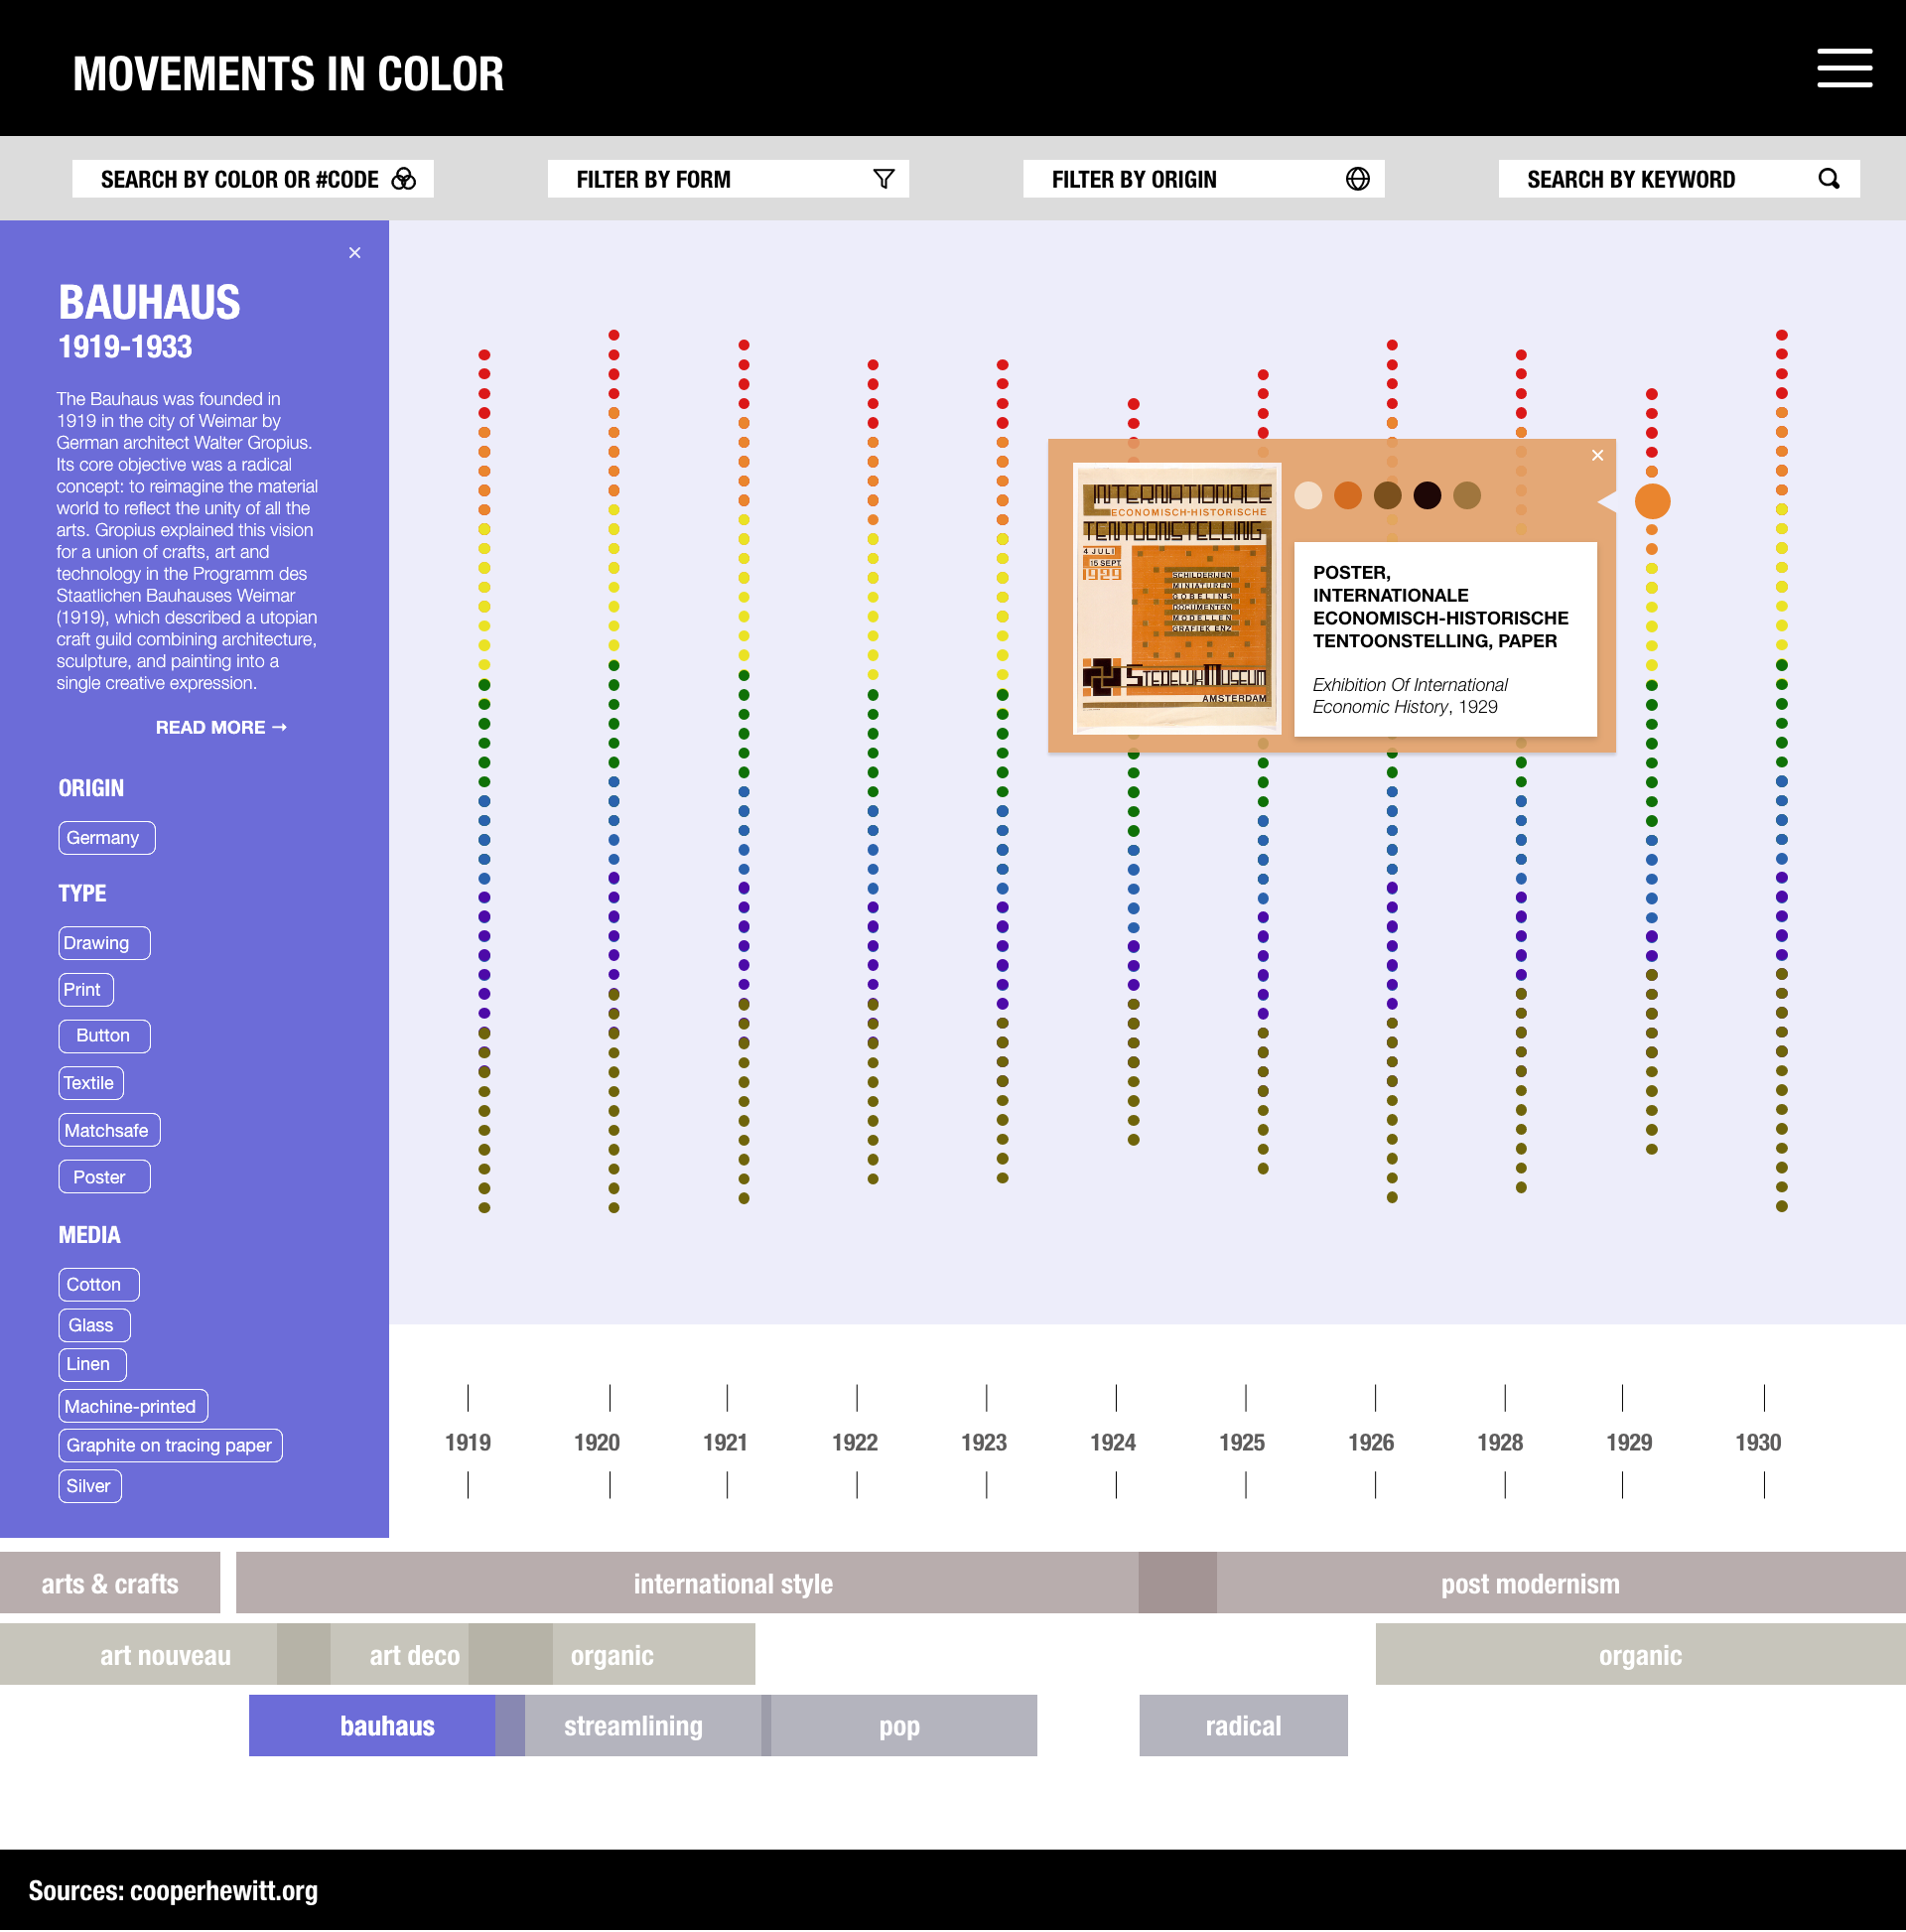 MOVEMENTS IN COLOR
SEARCH BY COLOR OR #CODE
FILTER BY FORM
FILTER BY ORIGIN
SEARCH BY KEYWORD
BAUHAUS
1919-1933
The Bauhaus was founded in
1919 in the city of Weimar by
German architect Walter Gropius.
Its core objective was a radical
concept: to reimagine the material
world to reflect the unity of all the
arts. Gropius explained this vision
for a union of crafts, art and
technology in the Programm des
Staatlichen Bauhauses Weimar
(1919), which described a utopian
craft guild combining architecture,
sculpture, and painting into a
single creative expression.
READ MORE →
ORIGIN
Germany
TYPE
Drawing
Print
Button
Textile
Matchsafe
Poster
MEDIA
Cotton
Glass
Linen
Machine-printed
Graphite on tracing paper
Silver
INTERNATIONALE
ECONOMISCH-HISTORISCHE
TENTOONSTELLING
4 JULI
15 SEPT
1929
SCHILDERIJEN
MINIATUREN
GOBELINS
DOCUMENTEN
MODELLEN
GRAFIEK ENZ
STEDELIJK MUSEUM
AMSTERDAM
POSTER,
INTERNATIONALE
ECONOMISCH-HISTORISCHE
TENTOONSTELLING, PAPER
Exhibition Of International
Economic History, 1929
1919
1920
1921
1922
1923
1924
1925
1926
1928
1929
1930
arts & crafts
international style
post modernism
art nouveau
art deco
organic
organic
bauhaus
streamlining
pop
radical
Sources: cooperhewitt.org